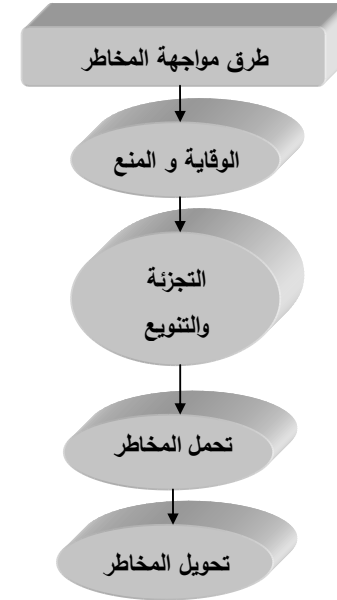 طرق مواجهة المخاطر
الوقاية و المنع
التجزئة
والتنويع
تحمل المخاطر
تحويل المخاطر